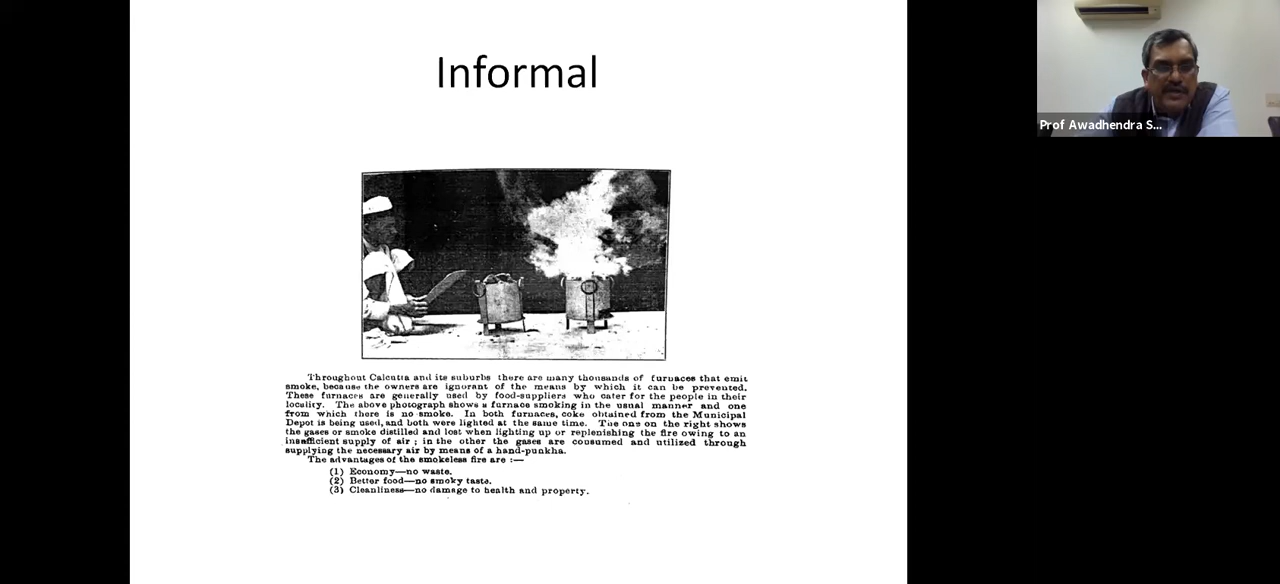 Informal
Prof Awadhendra S...
Throughout Calcutta and its suburbs there are many thousands of furnaces that emit
smoke, because the owners are ignorant of the means by which it can be prevented.
These furnaces are generally used by food-suppliers who cater for the people in their
locality. The above photograph shows a furnace smoking in the usual manner and one
from which there is no smoke. In both furnaces, coke obtained from the Municipal
Depot is being used, and both were lighted at the same time. The one on the right shows
the gases or smoke distilled and lost when lighting up or replenishing the fire owing to an
insufficient supply of air ; in the other the gases are consumed and utilized through
supplying the necessary air by means of a hand-punkha.
The advantages of the smokeless fire are :—
(1) Economy—no waste.
(2) Better food—no smoky taste.
(3) Cleanliness—no damage to health and property.